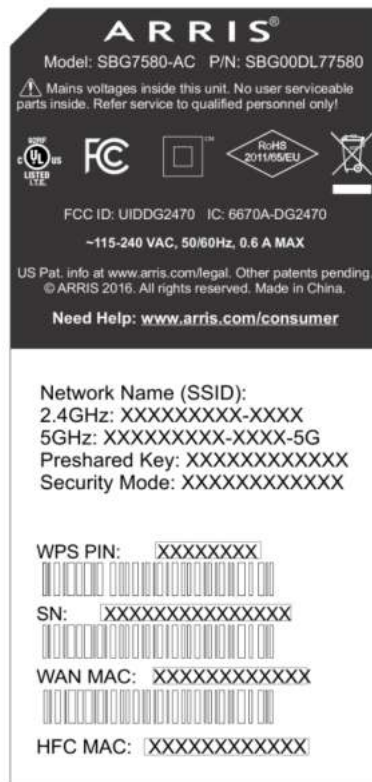 ARRIS®
Model: SBG7580-AC P/N: SBG00DL77580
Mains voltages inside this unit. No user serviceable
parts inside. Refer service to qualified personnel only!
C UL US
LISTED
I.T.E.
FC
RoHS
2011/65/EU
FCC ID: UIDDG2470 IC: 6670A-DG2470
~115-240 VAC, 50/60Hz, 0.6 A MAX
US Pat. info at www.arris.com/legal. Other patents pending.
© ARRIS 2016. All rights reserved. Made in China.
Need Help: www.arris.com/consumer
Network Name (SSID):
2.4GHz: XXXXXXXXX-XXXX
5GHz: XXXXXXXXX-XXXX-5G
Preshared Key: XXXXXXXXXXXX
Security Mode: XXXXXXXXXXXX
WPS PIN: XXXXXXXX
SN: XXXXXXXXXXXXXXX
WAN MAC: XXXXXXXXXXXX
HFC MAC: XXXXXXXXXXXX